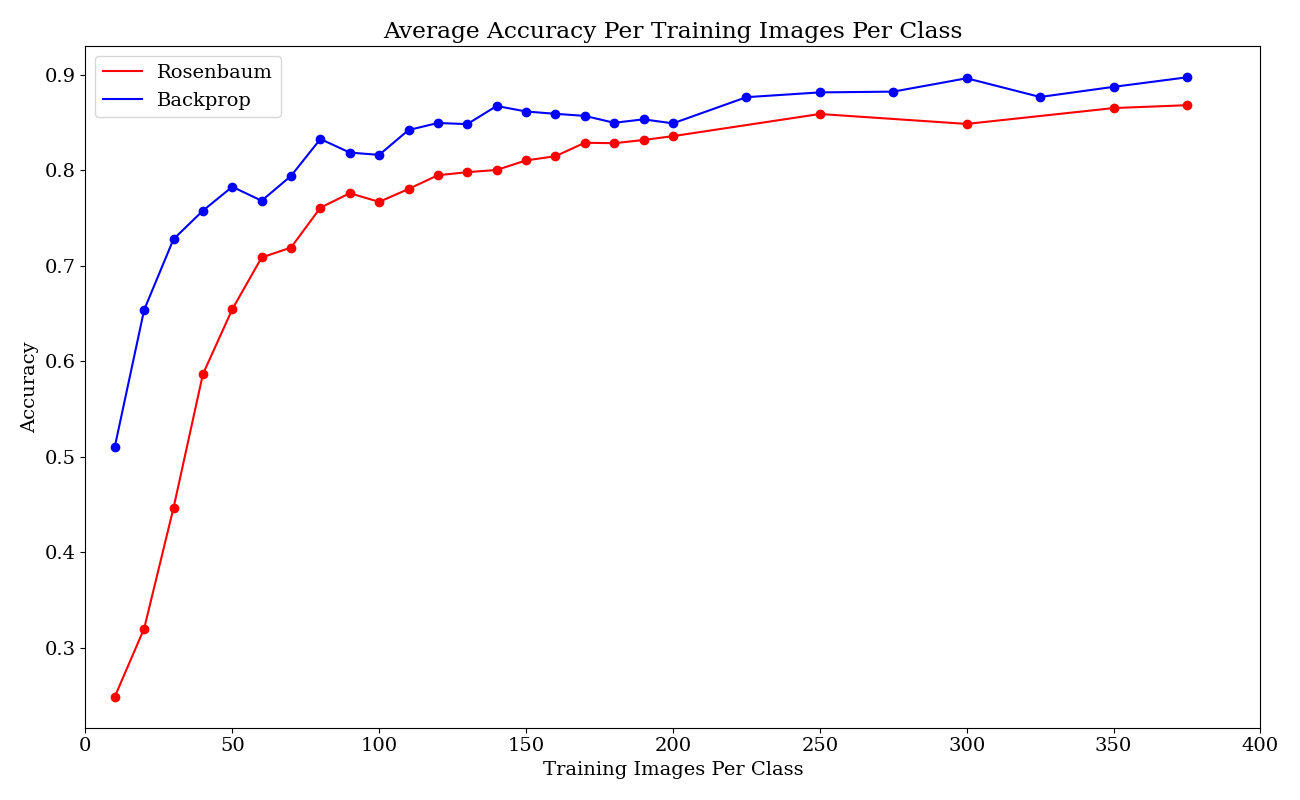 Average Accuracy Per Training Images Per Class
Rosenbaum
Backprop
0.9
0.8
0.7
0.6
0.5
0.4
0.3
Accuracy
0 50 100 150 200 250 300 350 400
Training Images Per Class